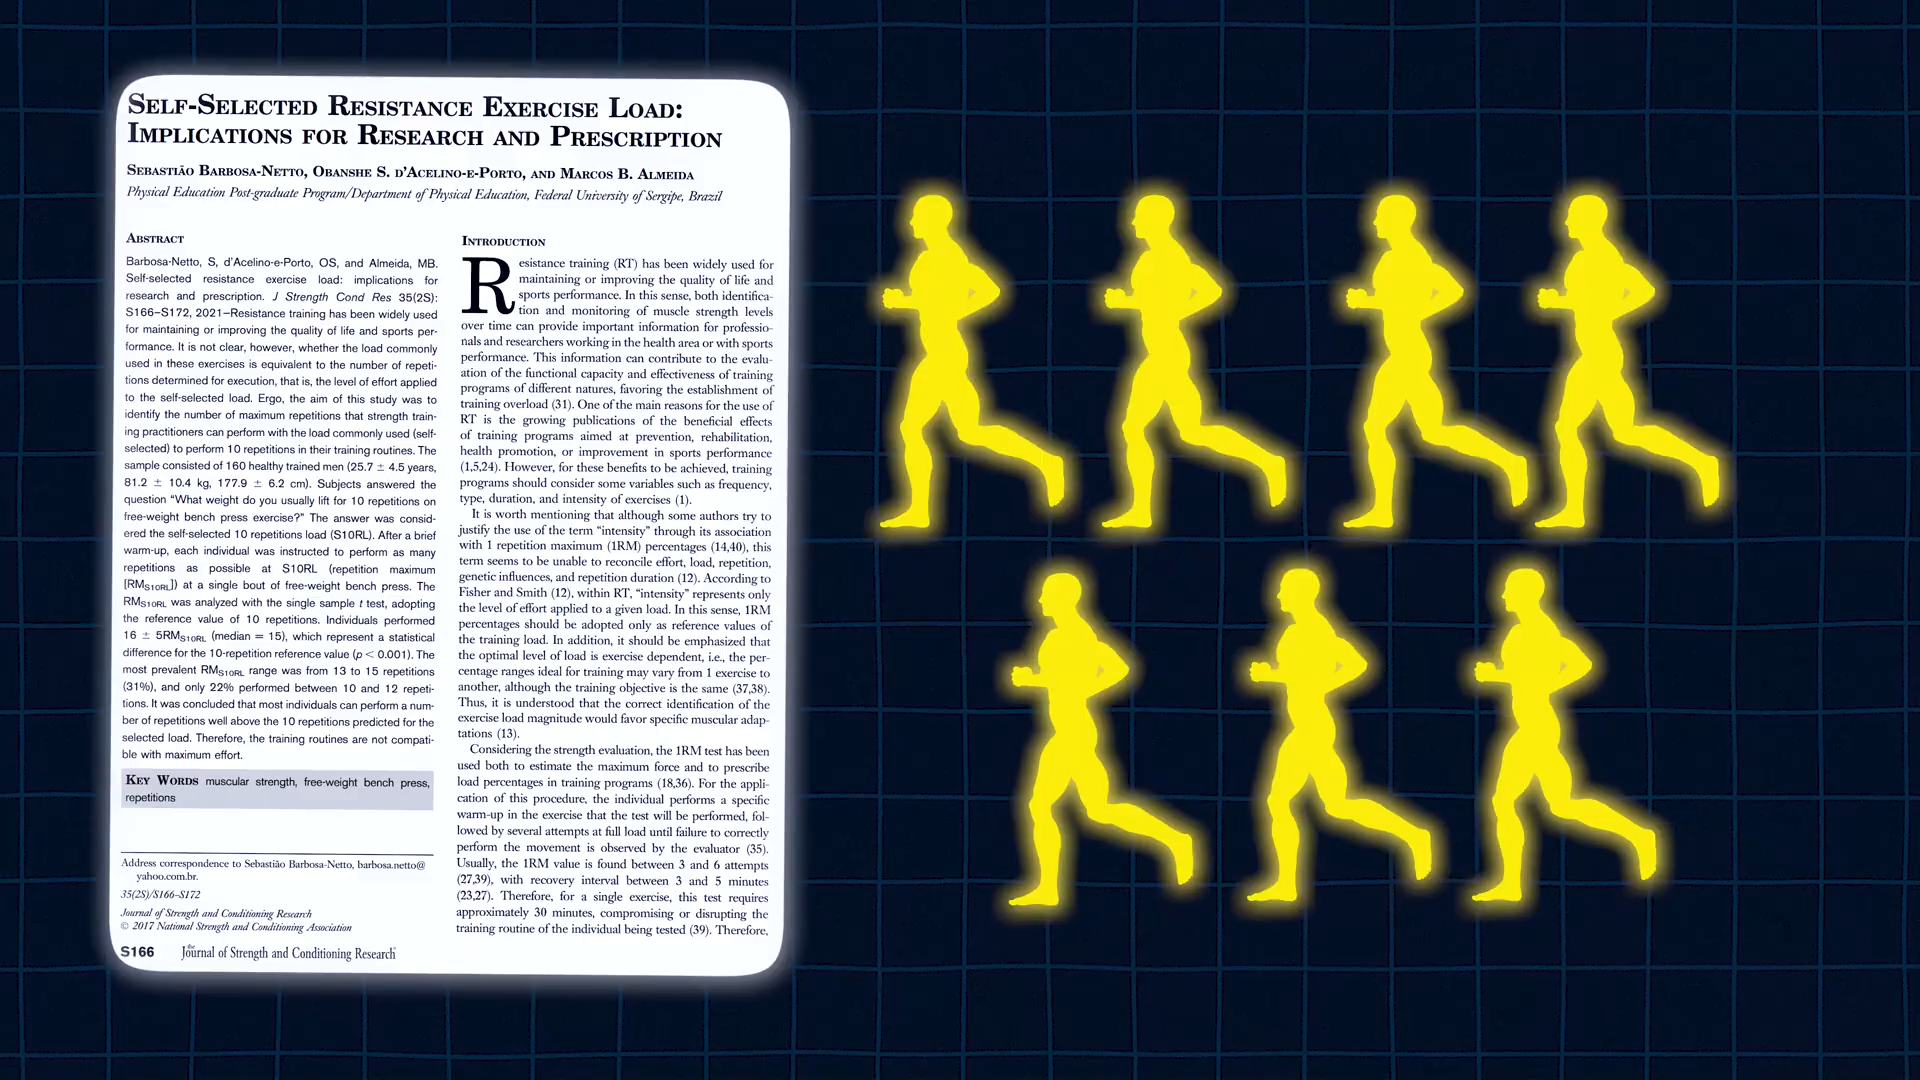 SELF-SELECTED RESISTANCE EXERCISE LOAD:
IMPLICATIONS FOR RESEARCH AND PRESCRIPTION
SEBASTIÃO BARBOSA-NETTO, OBANSHE S. D'ACELINO-E-PORTO, AND MARCOS B. ALMEIDA
Physical Education Post-graduate Program/Department of Physical Education, Federal University of Sergipe, Brazil
ABSTRACT
Barbosa-Netto, S, d'Acelino-e-Porto, OS, and Almeida, MB.
Self-selected resistance exercise load: implications for
research and prescription. J Strength Cond Res 35(2S):
S166–S172, 2021—Resistance training has been widely used
for maintaining or improving the quality of life and sports per-
formance. It is not clear, however, whether the load commonly
used in these exercises is equivalent to the number of repeti-
tions determined for execution, that is, the level of effort applied
to the self-selected load. Ergo, the aim of this study was to
identify the number of maximum repetitions that strength train-
ing practitioners can perform with the load commonly used (self-
selected) to perform 10 repetitions in their training routines. The
sample consisted of 160 healthy trained men (25.7 ± 4.5 years,
81.2 ± 10.4 kg, 177.9 ± 6.2 cm). Subjects answered the
question "What weight do you usually lift for 10 repetitions on
free-weight bench press exercise?" The answer was consid-
ered the self-selected 10 repetitions load (S10RL). After a brief
warm-up, each individual was instructed to perform as many
repetitions as possible at S10RL (repetition maximum
[RMS10RL]) at a single bout of free-weight bench press. The
RMS10RL was analyzed with the single sample t test, adopting
the reference value of 10 repetitions. Individuals performed
16 ± 5RMS10RL (median = 15), which represent a statistical
difference for the 10-repetition reference value (p < 0.001). The
most prevalent RMS10RL range was from 13 to 15 repetitions
(31%), and only 22% performed between 10 and 12 repeti-
tions. It was concluded that most individuals can perform a num-
ber of repetitions well above the 10 repetitions predicted for the
selected load. Therefore, the training routines are not compati-
ble with maximum effort.
KEY WORDS muscular strength, free-weight bench press,
repetitions
Address correspondence to Sebastião Barbosa-Netto, barbosa.netto@
yahoo.com.br.
35(2S)/S166–S172
Journal of Strength and Conditioning Research
© 2017 National Strength and Conditioning Association
INTRODUCTION
Resistance training (RT) has been widely used for
maintaining or improving the quality of life and
sports performance. In this sense, both identifica-
tion and monitoring of muscle strength levels
over time can provide important information for professio-
nals and researchers working in the health area or with sports
performance. This information can contribute to the evalu-
ation of the functional capacity and effectiveness of training
programs of different natures, favoring the establishment of
training overload (31). One of the main reasons for the use of
RT is the growing publications of the beneficial effects
of training programs aimed at prevention, rehabilitation,
health promotion, or improvement in sports performance
(1,5,24). However, for these benefits to be achieved, training
programs should consider some variables such as frequency,
type, duration, and intensity of exercises (1).
It is worth mentioning that although some authors try to
justify the use of the term "intensity" through its association
with 1 repetition maximum (1RM) percentages (14,40), this
term seems to be unable to reconcile effort, load, repetition,
genetic influences, and repetition duration (12). According to
Fisher and Smith (12), within RT, "intensity" represents only
the level of effort applied to a given load. In this sense, 1RM
percentages should be adopted only as reference values of
the training load. In addition, it should be emphasized that
the optimal level of load is exercise dependent, i.e., the per-
centage ranges ideal for training may vary from 1 exercise to
another, although the training objective is the same (37,38).
Thus, it is understood that the correct identification of the
exercise load magnitude would favor specific muscular adap-
tations (13).
Considering the strength evaluation, the 1RM test has been
used both to estimate the maximum force and to prescribe
load percentages in training programs (18,36). For the appli-
cation of this procedure, the individual performs a specific
warm-up in the exercise that the test will be performed, fol-
lowed by several attempts at full load until failure to correctly
perform the movement is observed by the evaluator (35).
Usually, the 1RM value is found between 3 and 6 attempts
(27,39), with recovery interval between 3 and 5 minutes
(23,27). Therefore, for a single exercise, this test requires
approximately 30 minutes, compromising or disrupting the
training routine of the individual being tested (39). Therefore,
S166 the Journal of Strength and Conditioning Research